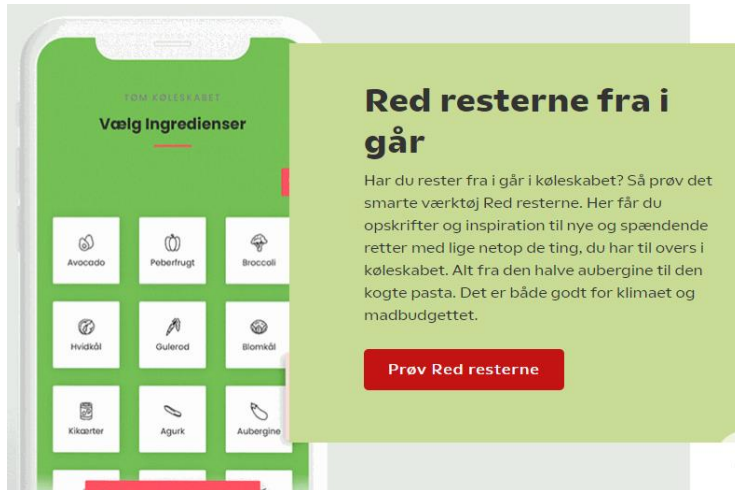 TØM KØLESKABET
Vælg Ingredienser
Avocado
Peberfrugt
Broccoli
Hvidkål
Gulerod
Blomkål
Kikærter
Agurk
Aubergine
Red resterne fra i
går
Har du rester fra i går i køleskabet? Så prøv det
smarte værktøj Red resterne. Her får du
opskrifter og inspiration til nye og spændende
retter med lige netop de ting, du har til overs i
køleskabet. Alt fra den halve aubergine til den
kogte pasta. Det er både godt for klimaet og
madbudgettet.
Prøv Red resterne